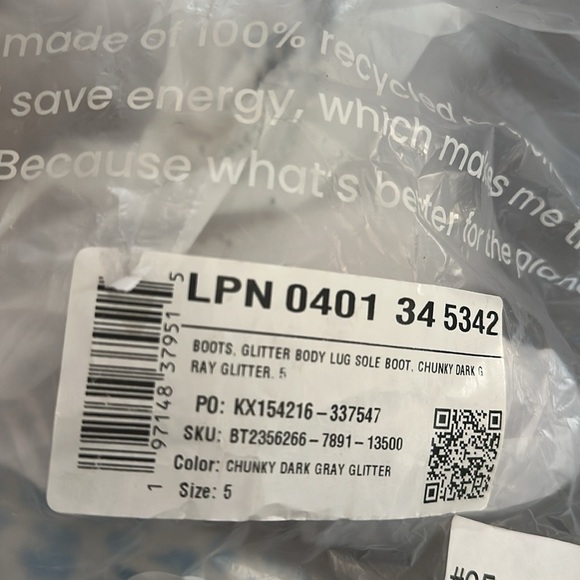 made of 100% recycled
save energy, which makes me
Because what's better for the
LPN 0401 34 5342
BOOTS, GLITTER BODY LUG SOLE BOOT, CHUNKY DARK G
RAY GLITTER, 5
PO: KX154216-337547
SKU: BT2356266-7891-13500
Color: CHUNKY DARK GRAY GLITTER
Size: 5
1 97148 37951 5